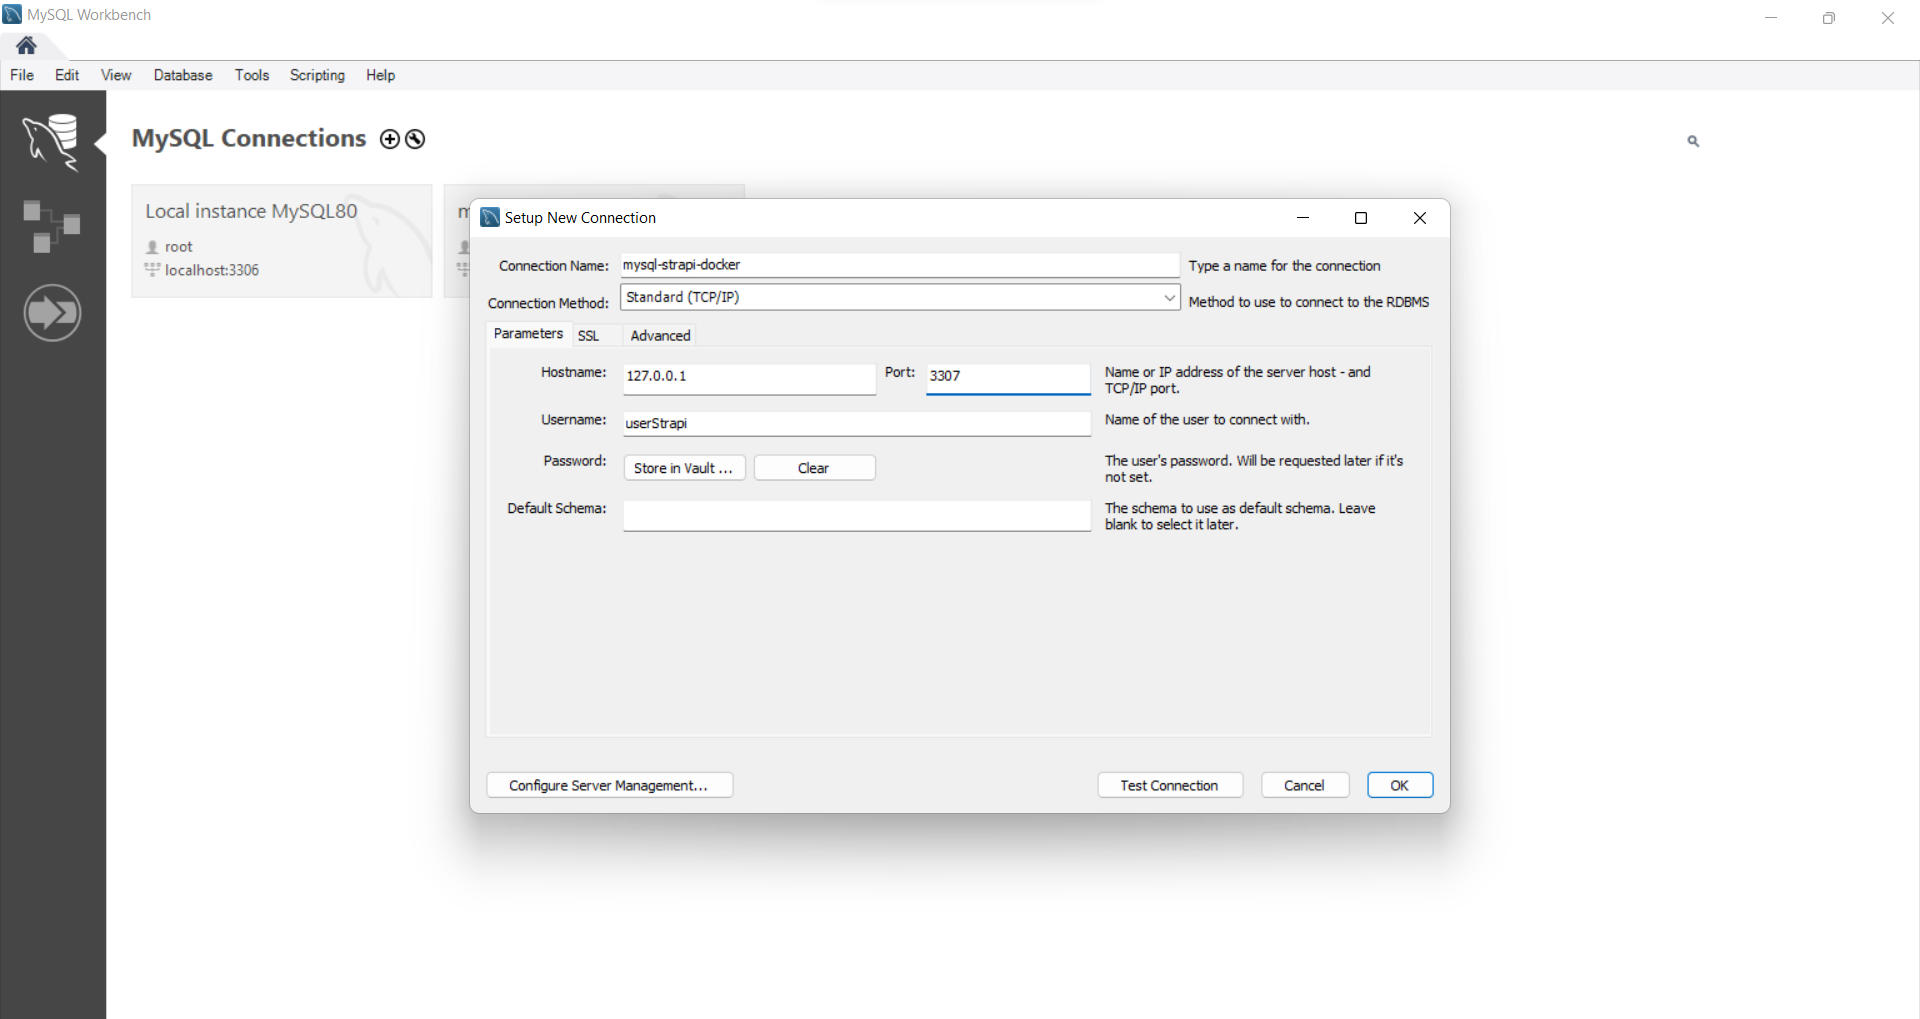 MySQL Workbench
File Edit View Database Tools Scripting Help
MySQL Connections
Local instance MySQL80
root
localhost:3306
Setup New Connection
Connection Name: mysql-strapi-docker Type a name for the connection
Connection Method: Standard (TCP/IP) Method to use to connect to the RDBMS
Parameters SSL Advanced
Hostname: 127.0.0.1 Port: 3307 Name or IP address of the server host - and
TCP/IP port.
Username: userStrapi Name of the user to connect with.
Password: Store in Vault ... Clear The user's password. Will be requested later if it's
not set.
Default Schema: The schema to use as default schema. Leave
blank to select it later.
Configure Server Management... Test Connection Cancel OK